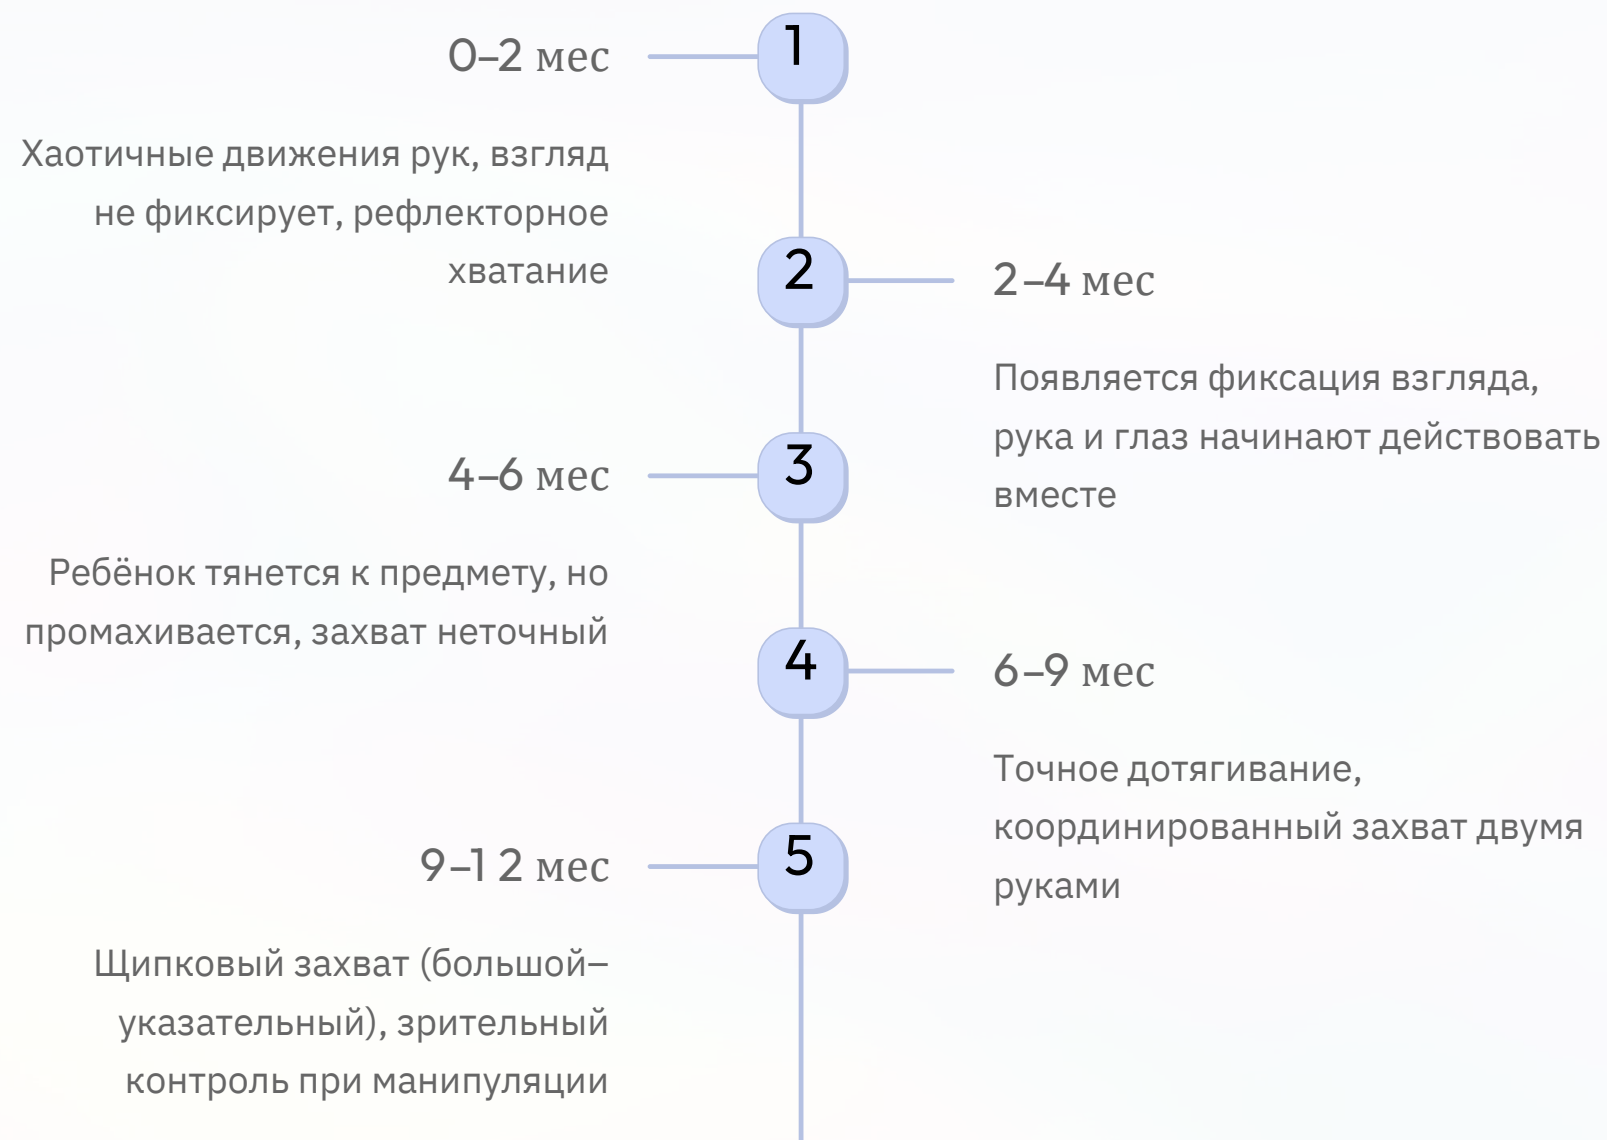 1
0–2 мес
Хаотичные движения рук, взгляд
не фиксирует, рефлекторное
хватание
2
2–4 мес
Появляется фиксация взгляда,
рука и глаз начинают действовать
вместе
3
4–6 мес
Ребёнок тянется к предмету, но
промахивается, захват неточный
4
6–9 мес
Точное дотягивание,
координированный захват двумя
руками
5
9–1 2 мес
Щипковый захват (большой–
указательный), зрительный
контроль при манипуляции